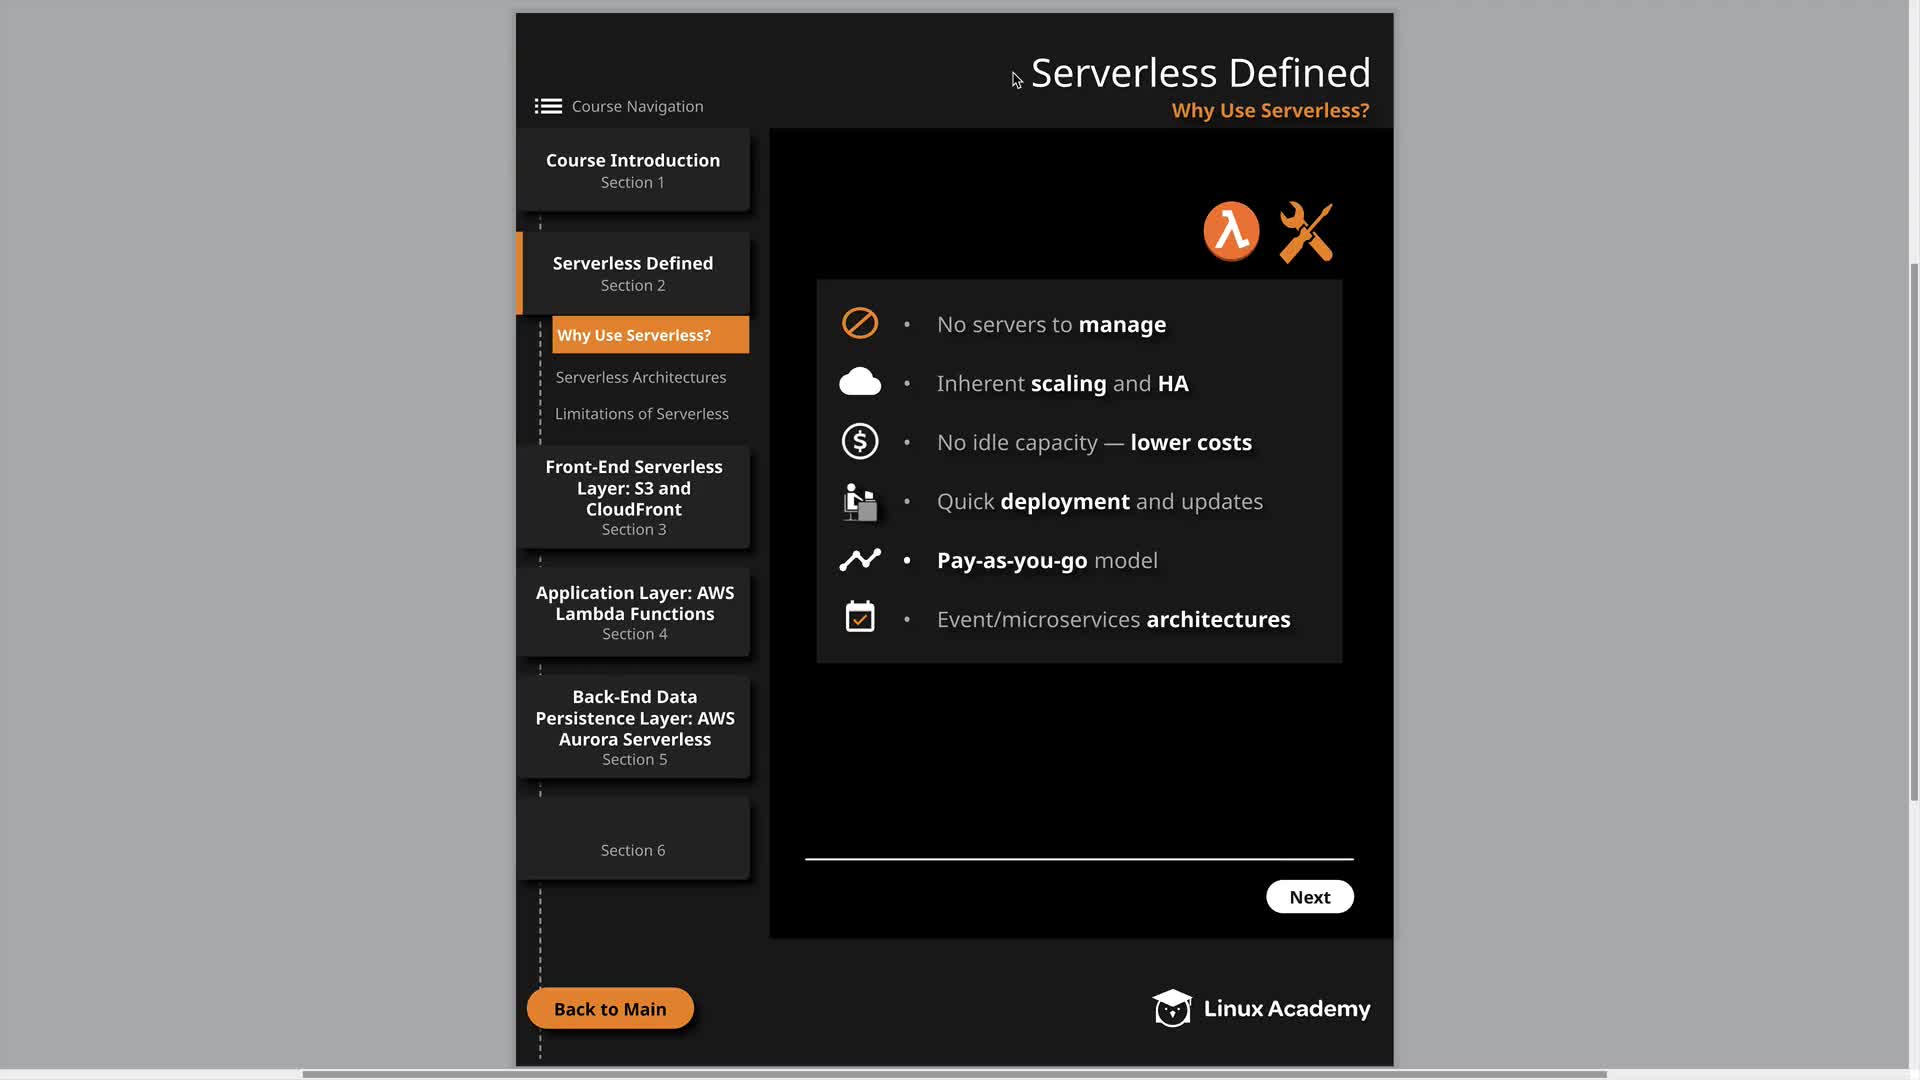 Serverless Defined
Why Use Serverless?
Course Navigation
Course Introduction
Section 1
Serverless Defined
Section 2
Why Use Serverless?
Serverless Architectures
Limitations of Serverless
Front-End Serverless
Layer: S3 and
CloudFront
Section 3
Application Layer: AWS
Lambda Functions
Section 4
Back-End Data
Persistence Layer: AWS
Aurora Serverless
Section 5
Section 6
Back to Main
λ
• No servers to manage
• Inherent scaling and HA
$ • No idle capacity — lower costs
• Quick deployment and updates
• Pay-as-you-go model
• Event/microservices architectures
Next
Linux Academy